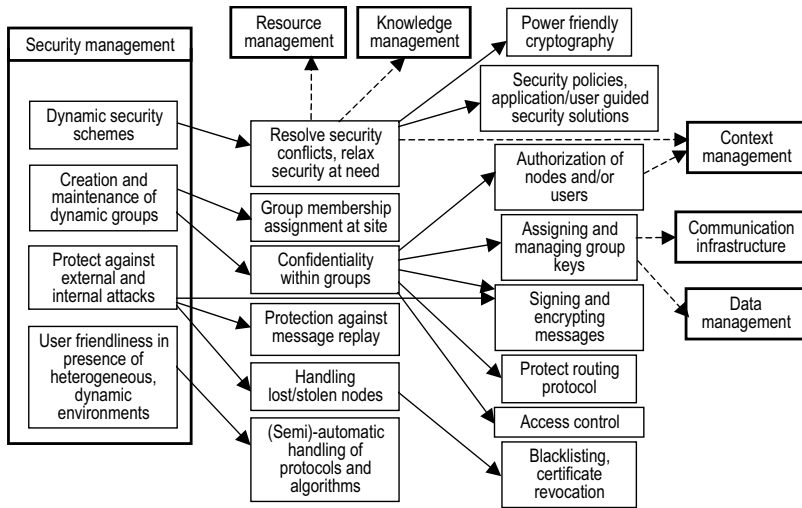 Security management
Dynamic security
schemes
Creation and
maintenance of
dynamic groups
Protect against
external and
internal attacks
User friendliness in
presence of
heterogeneous,
dynamic
environments
Resource
management
Knowledge
management
Resolve security
conflicts, relax
security at need
Group membership
assignment at site
Confidentiality
within groups
Protection against
message replay
Handling
lost/stolen nodes
(Semi)-automatic
handling of
protocols and
algorithms
Power friendly
cryptography
Security policies,
application/user guided
security solutions
Authorization of
nodes and/or
users
Assigning and
managing group
keys
Signing and
encrypting
messages
Protect routing
protocol
Access control
Blacklisting,
certificate
revocation
Context
management
Communication
infrastructure
Data
management